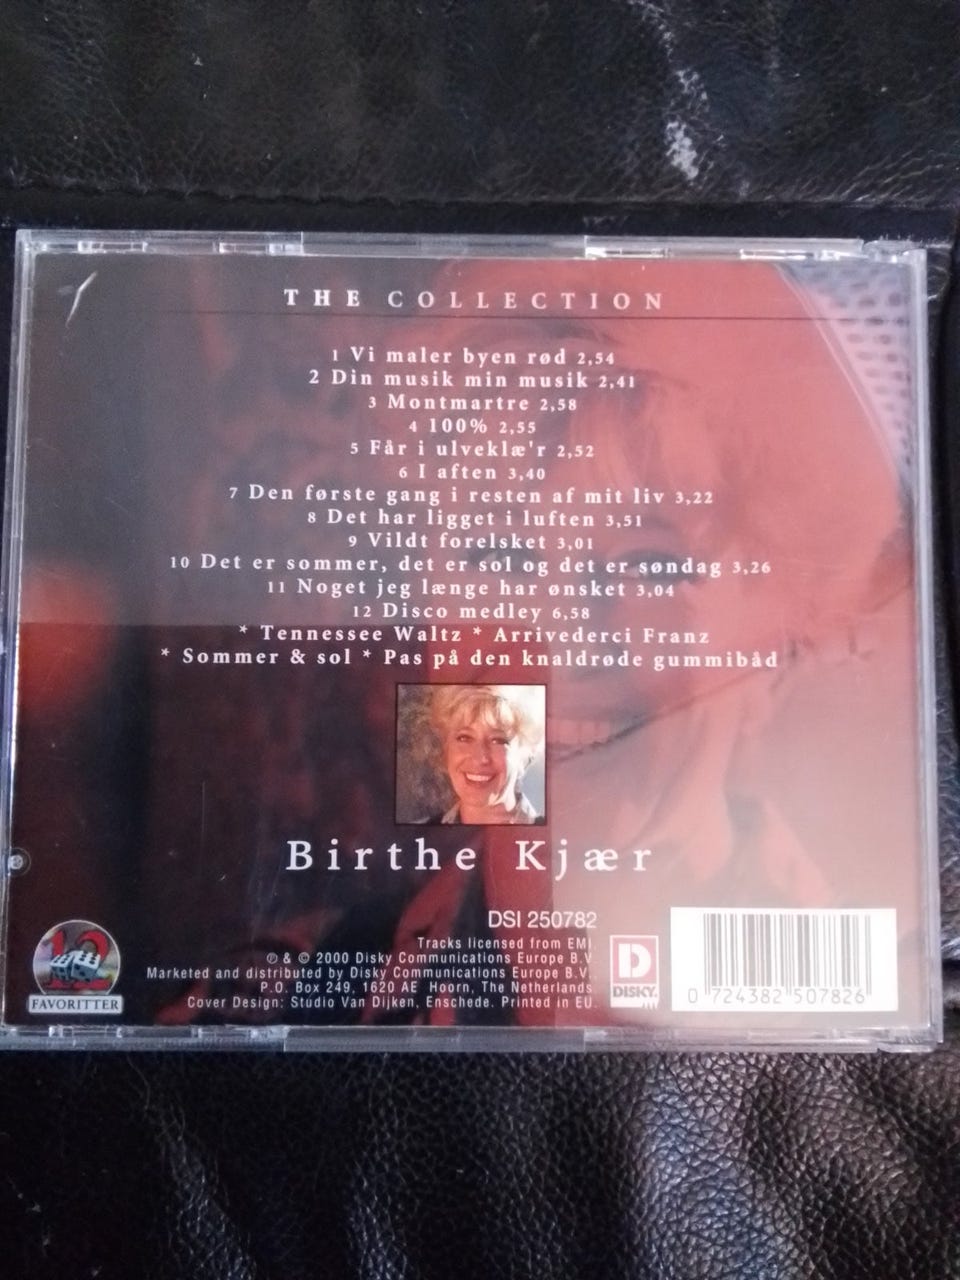 THE COLLECTION
1 Vi maler byen rød 2,54
2 Din musik min musik 2,41
3 Montmartre 2,58
4 100% 2,55
5 Får i ulveklæ'r 2,52
6 I aften 3,40
7 Den første gang i resten af mit liv 3,22
8 Det har ligget i luften 3,51
9 Vildt forelsket 3,01
10 Det er sommer, det er sol og det er søndag 3,26
11 Noget jeg længe har ønsket 3,04
12 Disco medley 6,58
* Tennessee Waltz * Arrivederci Franz
* Sommer & sol * Pas på den knaldrøde gummibåd
Birthe Kjær
DSI 250782
Tracks licensed from EMI.
℗ & © 2000 Disky Communications Europe B.V.
Marketed and distributed by Disky Communications Europe B.V.
P.O. Box 249, 1620 AE Hoorn, The Netherlands
Cover Design: Studio Van Dijken, Enschede. Printed in EU.
12
FAVORITTER
D
DISKY.
0 724382 507826